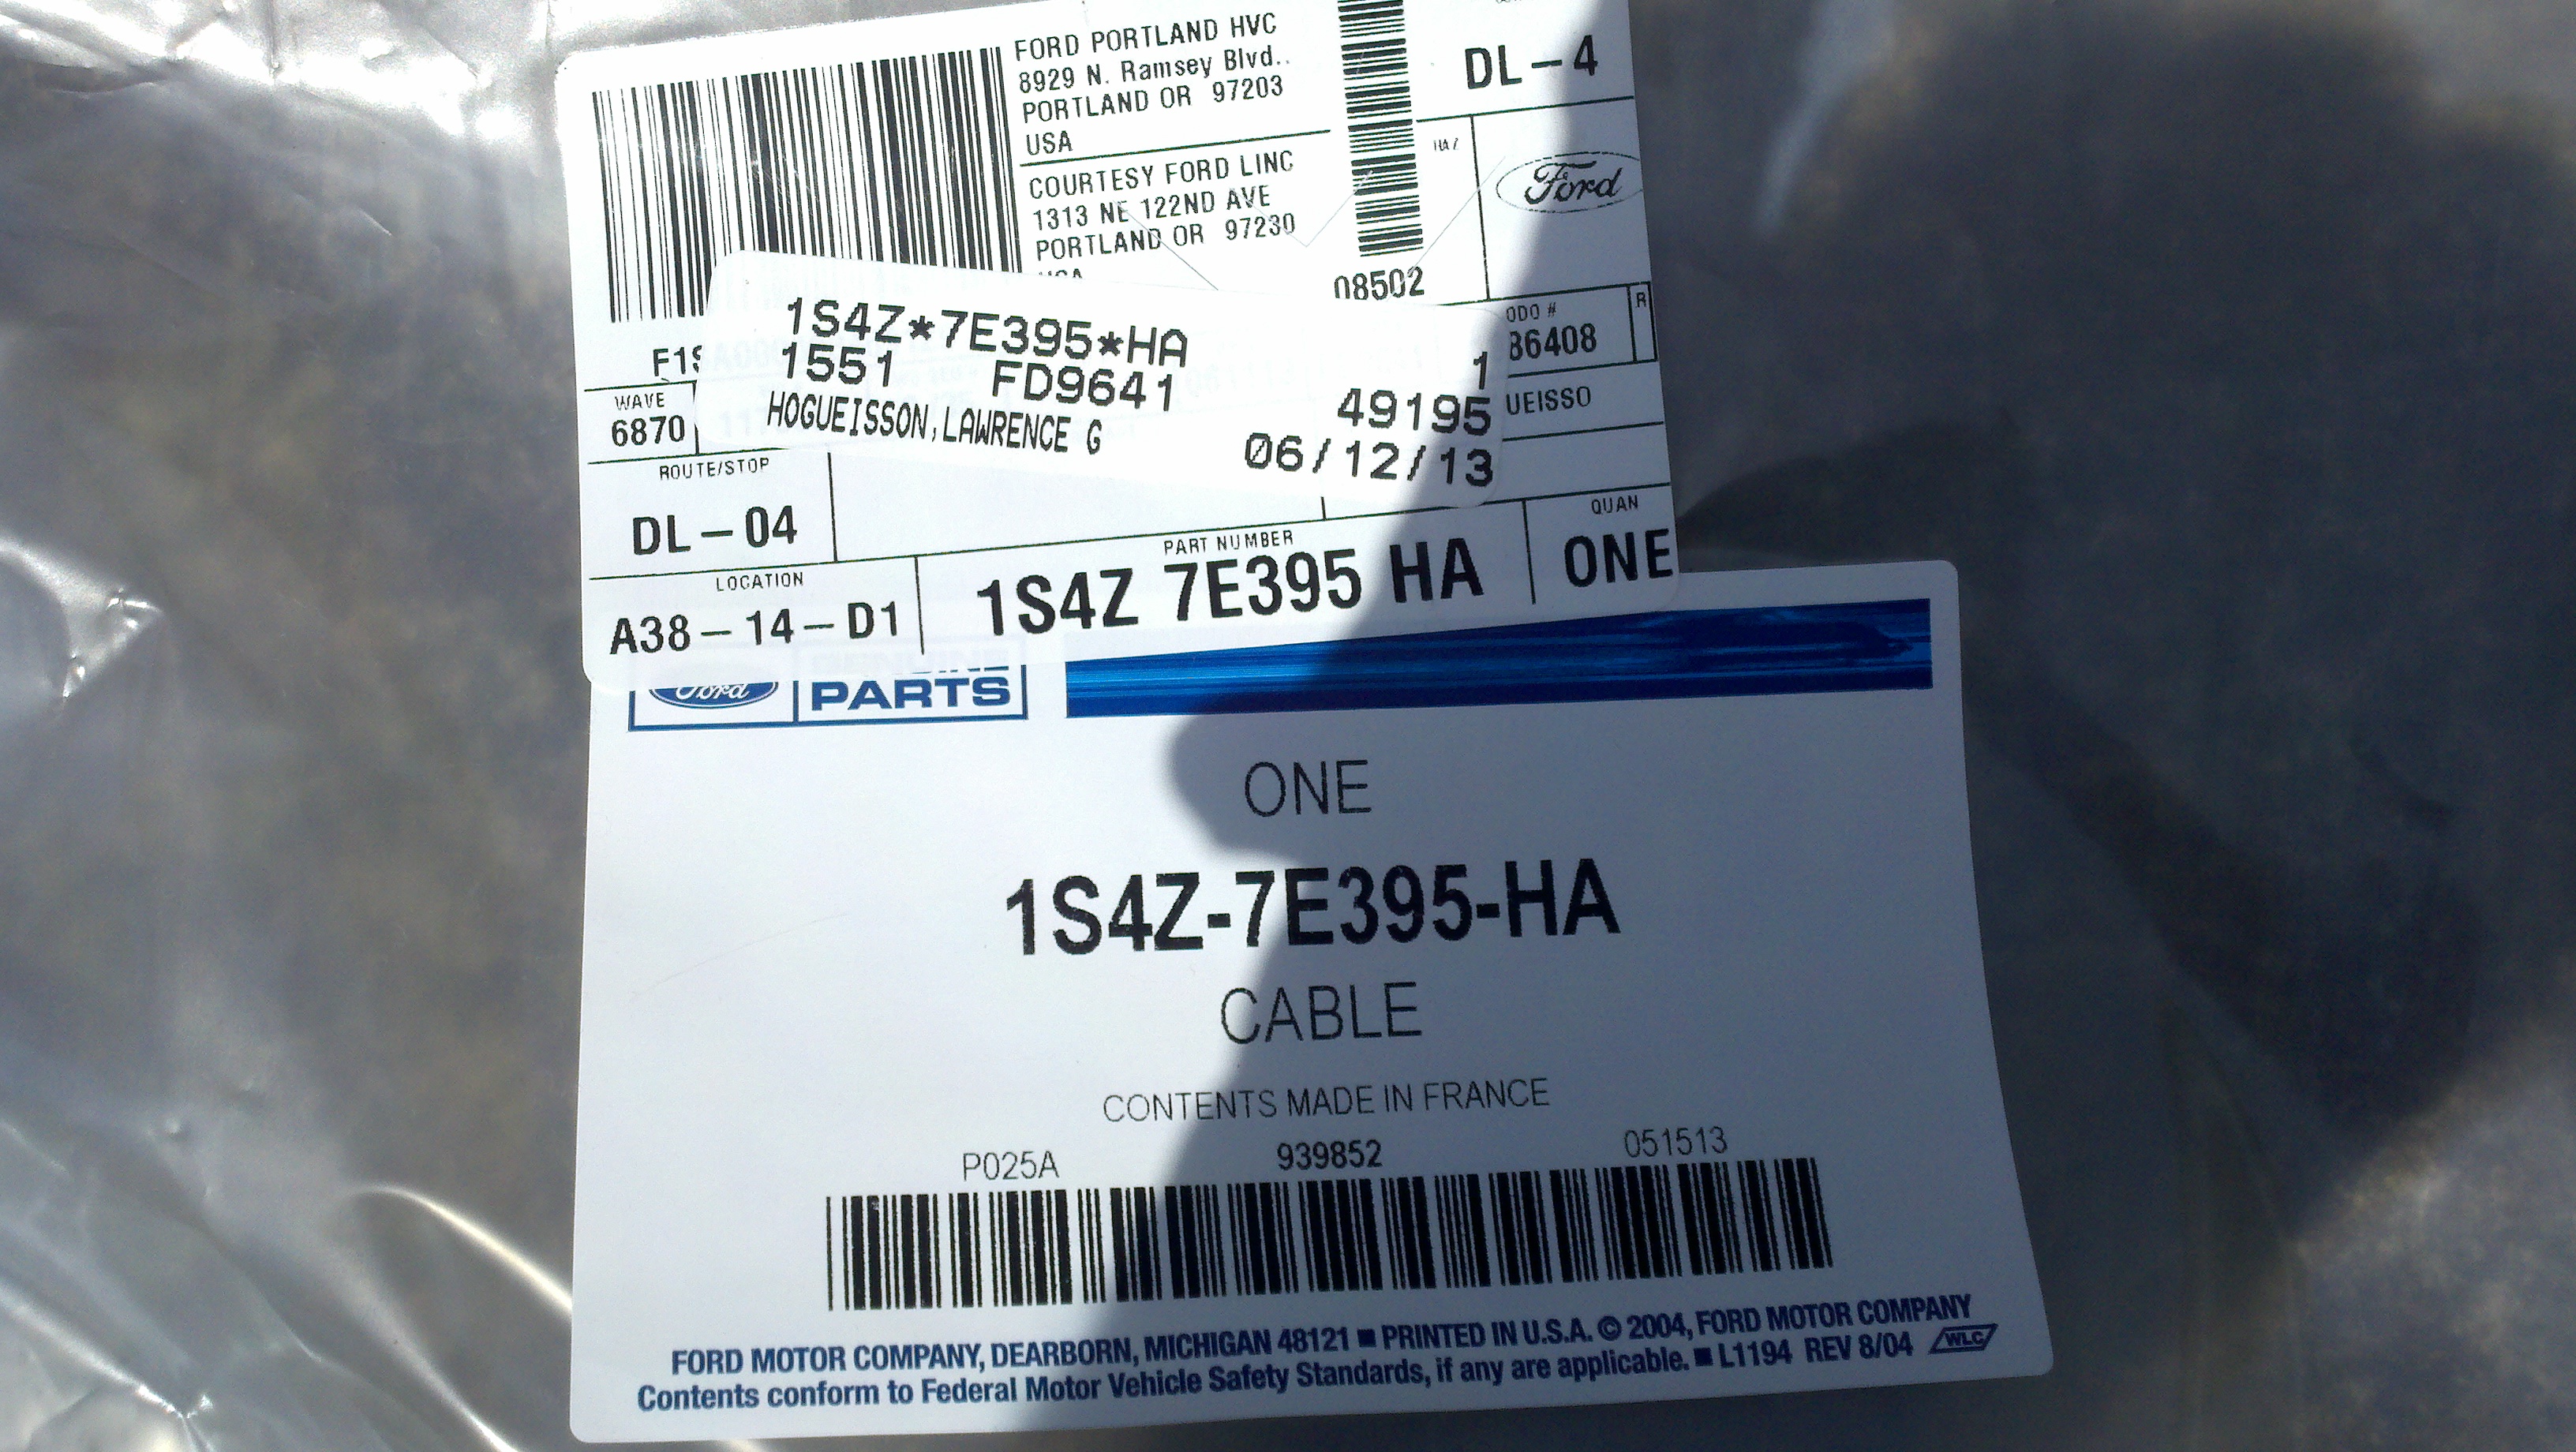 FORD PORTLAND HVC
8929 N. Ramsey Blvd..
PORTLAND OR 97203
USA
DL-4
COURTESY FORD LINC
1313 NE 122ND AVE
PORTLAND OR 97230
HAZ
Ford
08502
1S4Z*7E395*HA
1551 FD9641 1
HOGUEISSON,LAWRENCE G 49195
06/12/13
ODO #
R
86408
UEISSO
WAVE
6870
ROUTE/STOP
DL-04
LOCATION
A38-14-D1
PART NUMBER
1S4Z 7E395 HA
QUAN
ONE
Ford
PARTS
ONE
1S4Z-7E395-HA
CABLE
CONTENTS MADE IN FRANCE
P025A 939852 051513
FORD MOTOR COMPANY, DEARBORN, MICHIGAN 48121 ■ PRINTED IN U.S.A. © 2004, FORD MOTOR COMPANY
Contents conform to Federal Motor Vehicle Safety Standards, if any are applicable. ■ L1194 REV 8/04 WLC